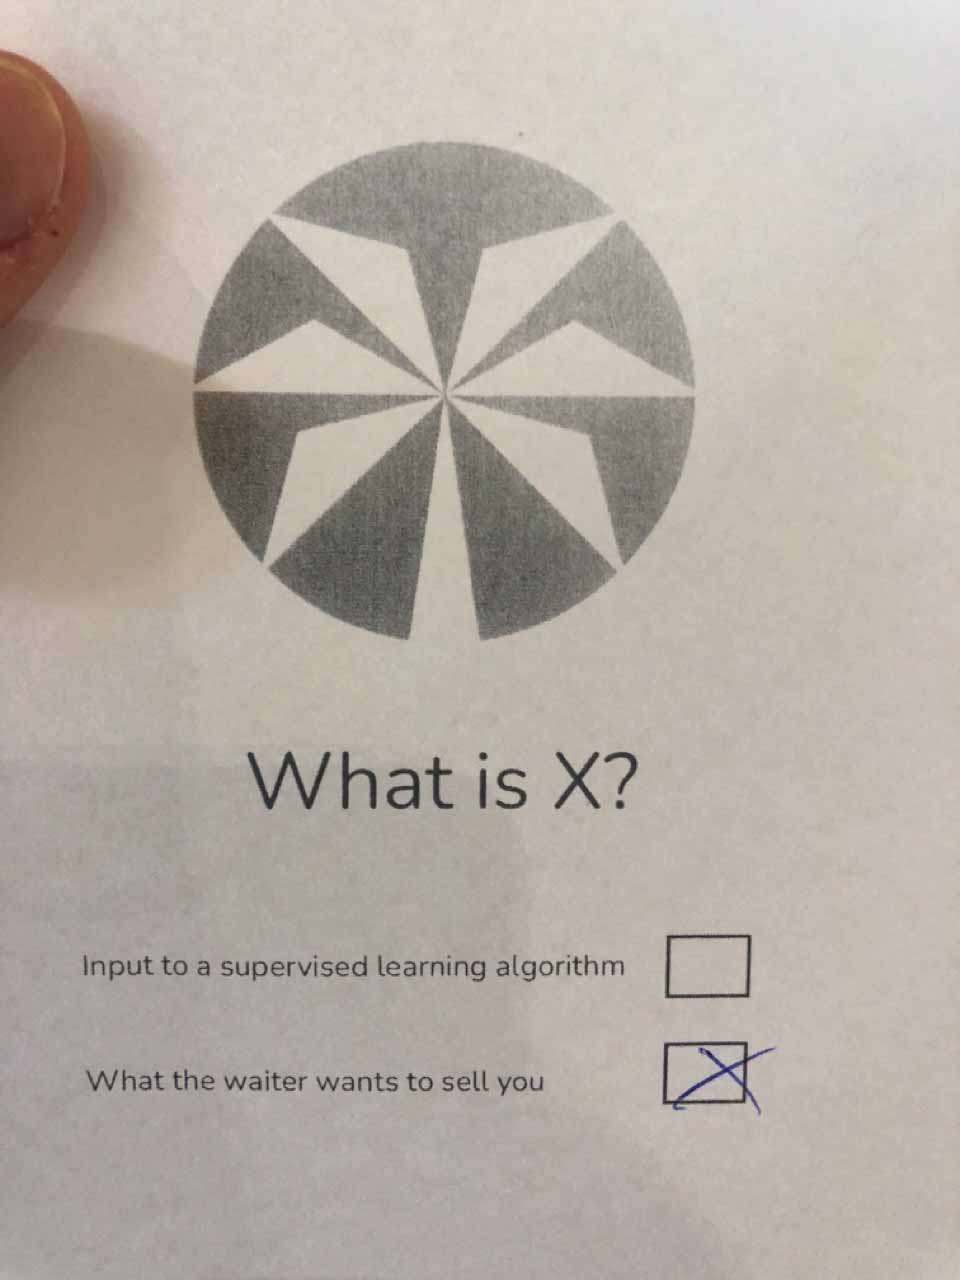 What is X?
Input to a supervised learning algorithm
What the waiter wants to sell you